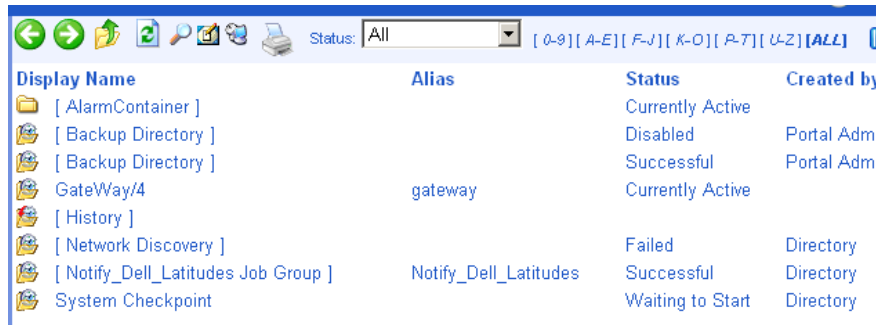 Status: All [ 0-9 ][ A-E ][ F-J ][ K-O ][ P-T ][ U-Z ][ALL]
Display Name Alias Status Created by
[ AlarmContainer ] Currently Active
[ Backup Directory ] Disabled Portal Adm
[ Backup Directory ] Successful Portal Adm
GateWay/4 gateway Currently Active
[ History ]
[ Network Discovery ] Failed Directory
[ Notify_Dell_Latitudes Job Group ] Notify_Dell_Latitudes Successful Directory
System Checkpoint Waiting to Start Directory